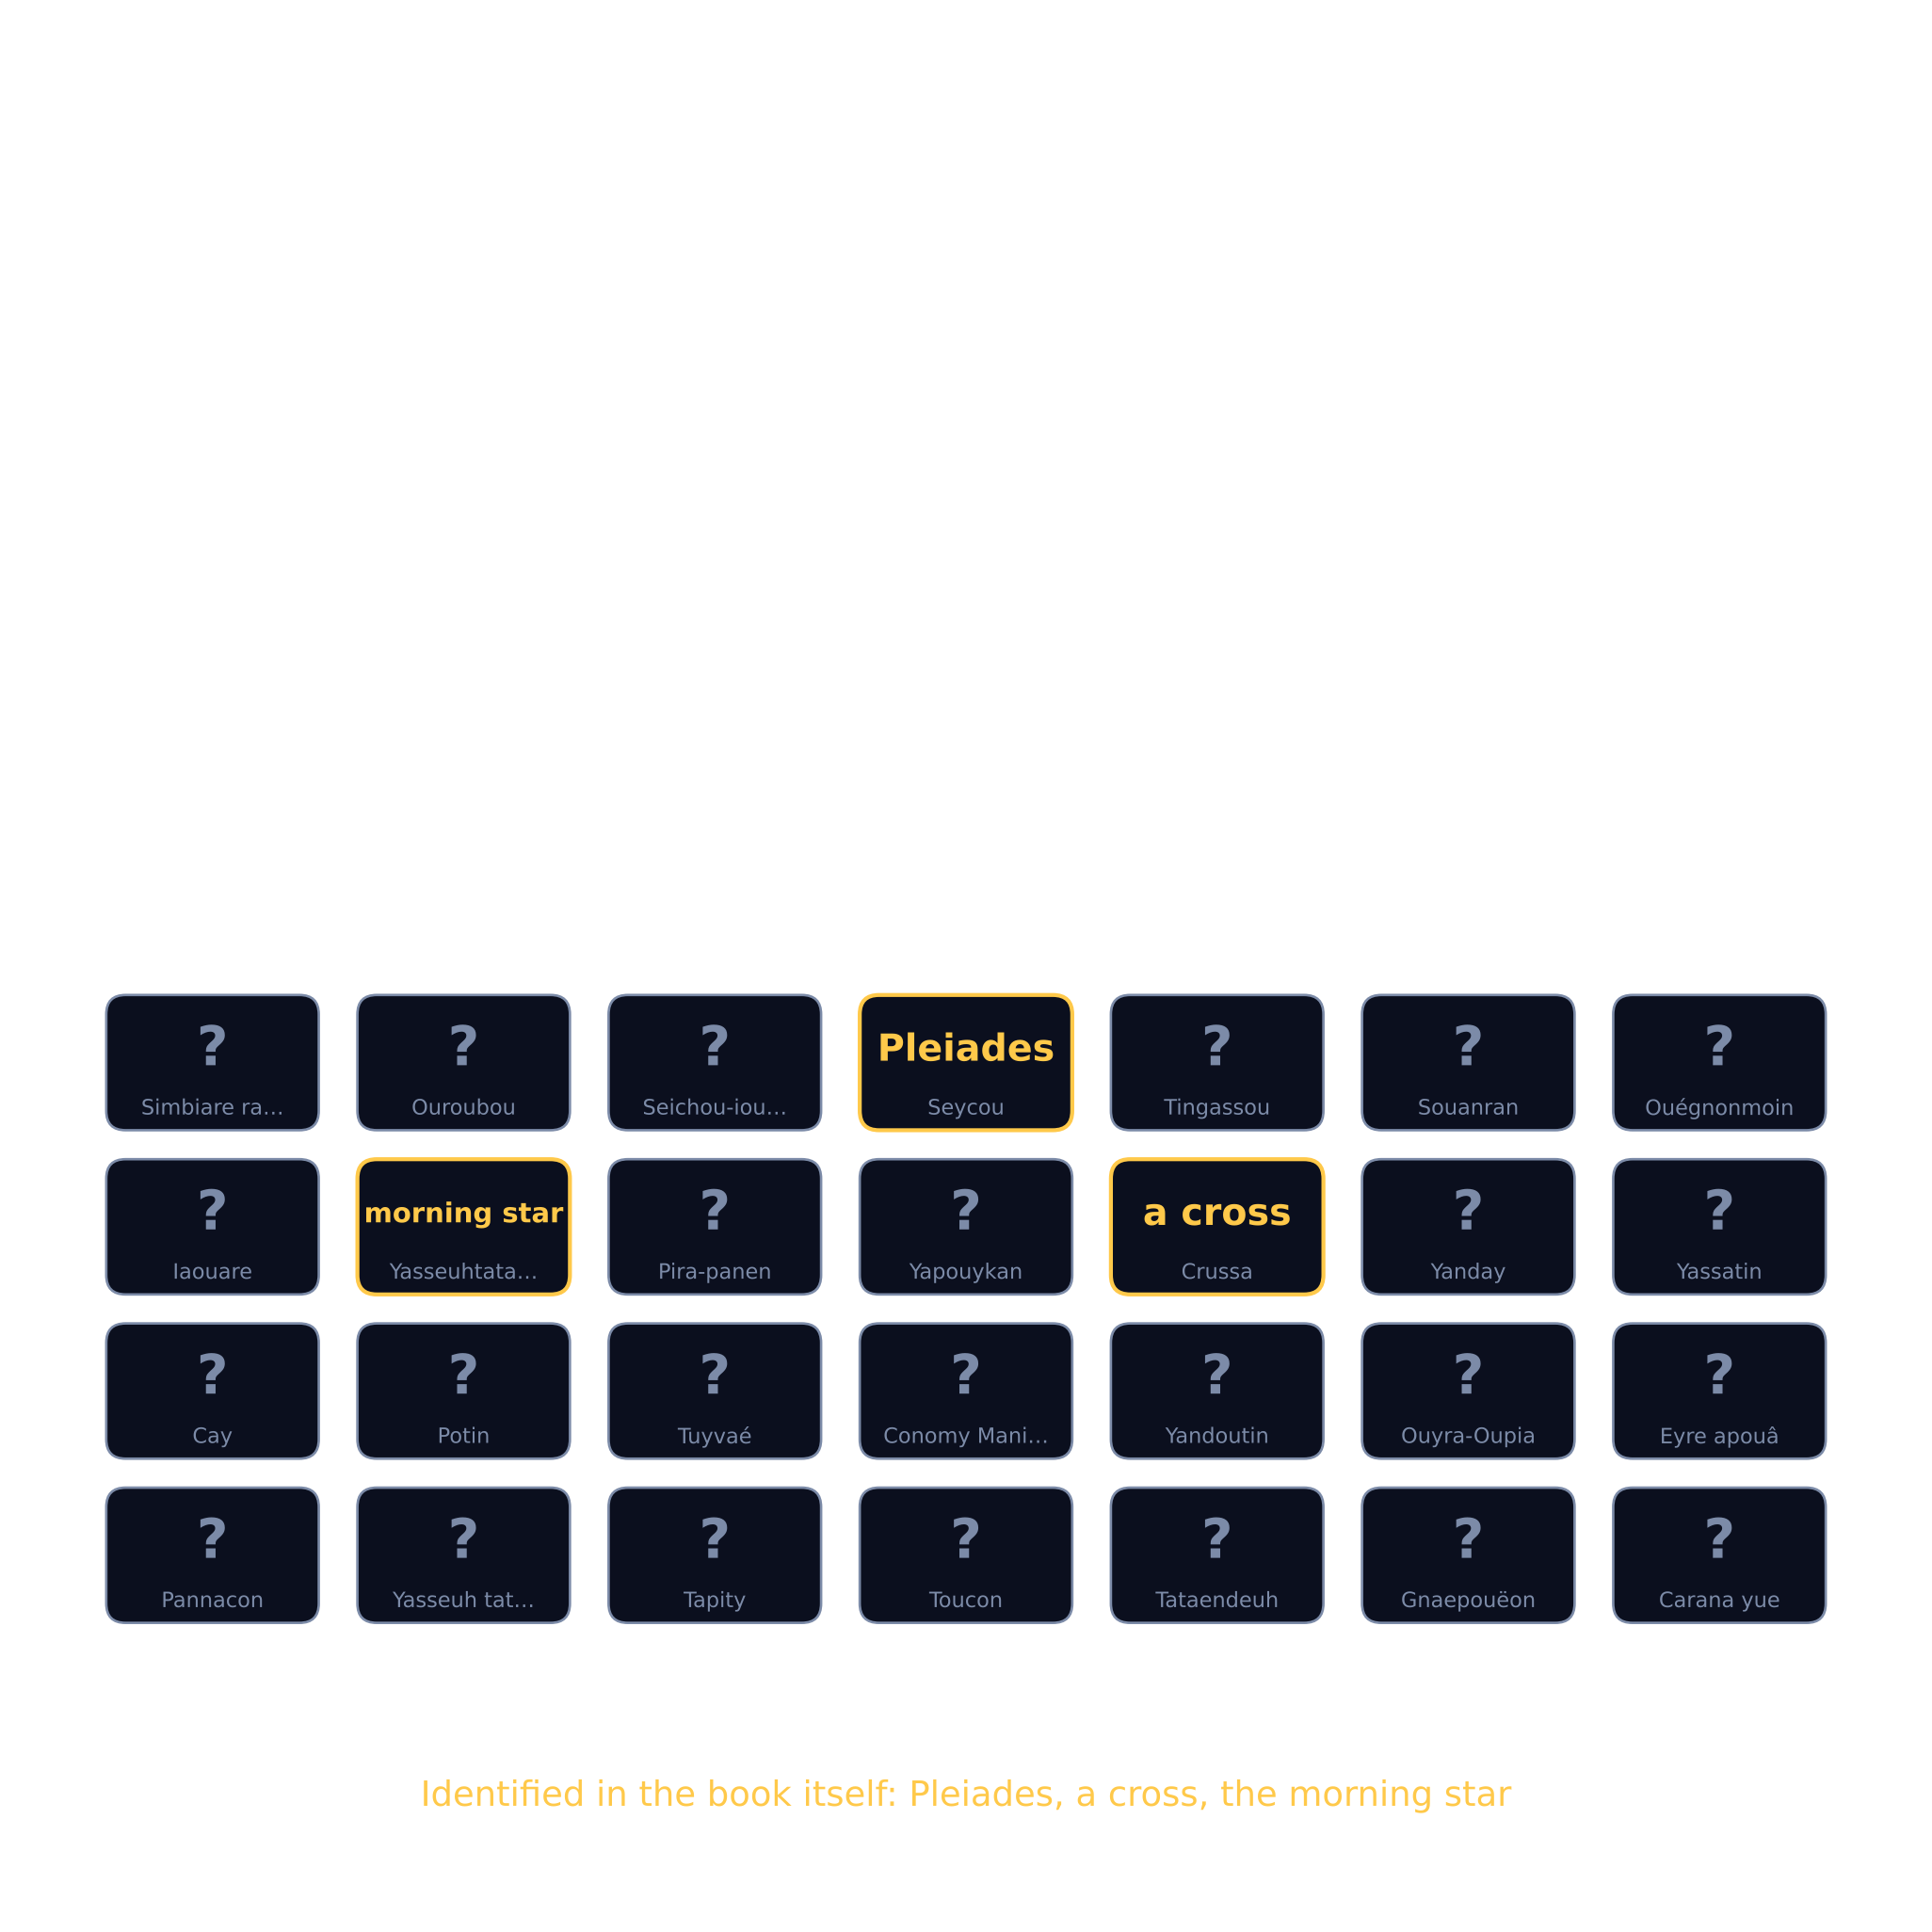 ? ? ? Pleiades ? ? ?
Simbiare ra… Ouroubou Seichou-iou… Seycou Tingassou Souanran Ouégnonmoin
? morning star ? ? a cross ? ?
Iaouare Yasseuhtata… Pira-panen Yapouykan Crussa Yanday Yassatin
? ? ? ? ? ? ?
Cay Potin Tuyvaé Conomy Mani… Yandoutin Ouyra-Oupia Eyre apouâ
? ? ? ? ? ? ?
Pannacon Yasseuh tat… Tapity Toucon Tataendeuh Gnaepouëon Carana yue
Identified in the book itself: Pleiades, a cross, the morning star